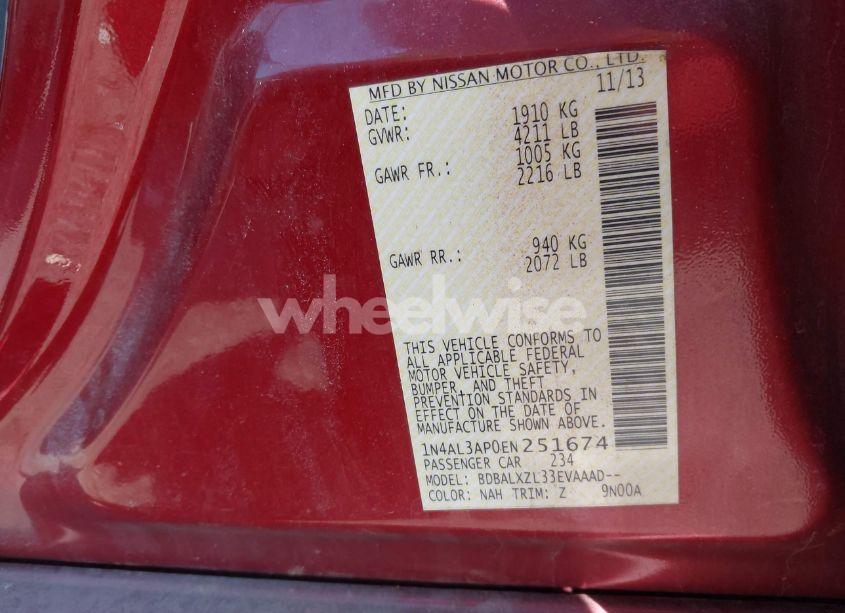 MFD BY NISSAN MOTOR CO., LTD.
DATE: 11/13
GVWR: 1910 KG
4211 LB
GAWR FR.: 1005 KG
2216 LB
GAWR RR.: 940 KG
2072 LB
wheelwise
THIS VEHICLE CONFORMS TO
ALL APPLICABLE FEDERAL
MOTOR VEHICLE SAFETY,
BUMPER, AND THEFT
PREVENTION STANDARDS IN
EFFECT ON THE DATE OF
MANUFACTURE SHOWN ABOVE.
1N4AL3AP0EN251674
PASSENGER CAR 234
MODEL: BDBALXZL33EVAAAD--
COLOR: NAH TRIM: Z 9N00A